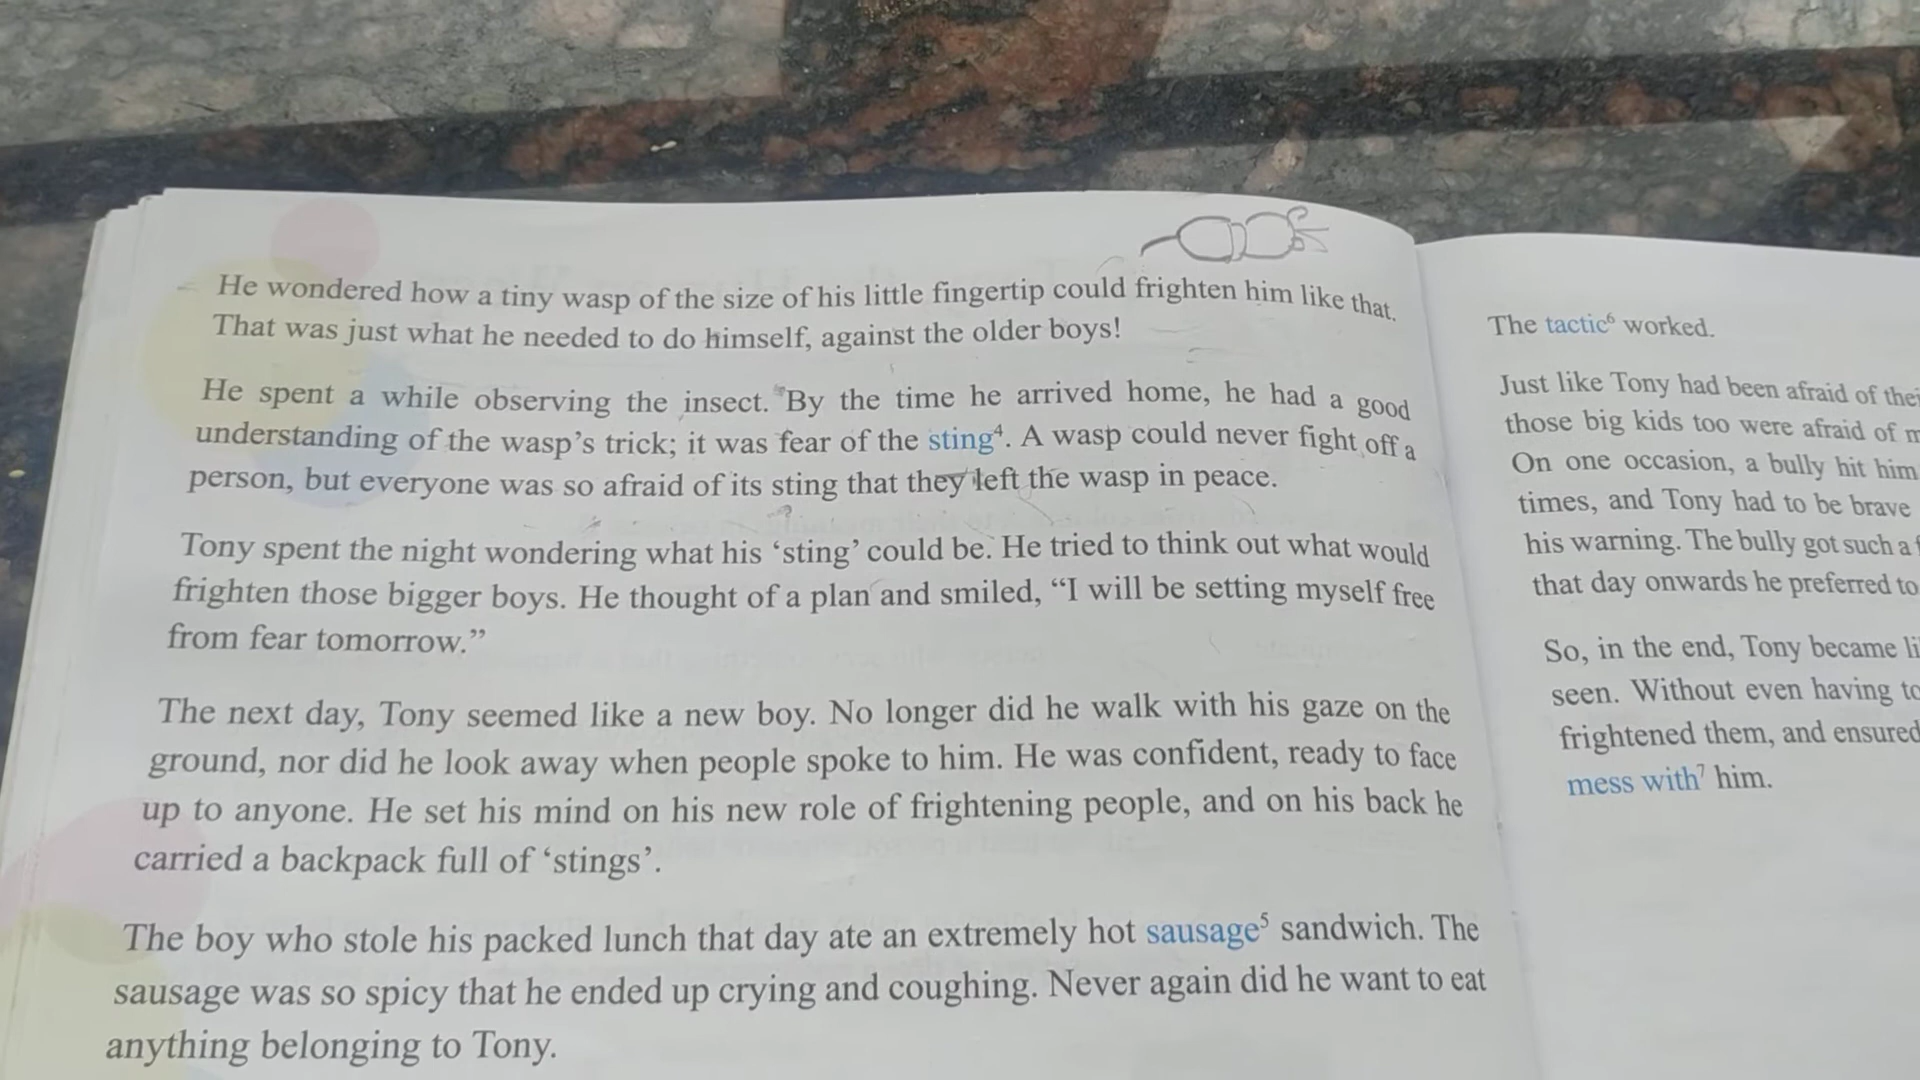 He wondered how a tiny wasp of the size of his little fingertip could frighten him like that.
That was just what he needed to do himself, against the older boys!
He spent a while observing the insect. By the time he arrived home, he had a good
understanding of the wasp's trick; it was fear of the sting⁴. A wasp could never fight off a
person, but everyone was so afraid of its sting that they left the wasp in peace.
Tony spent the night wondering what his ‘sting’ could be. He tried to think out what would
frighten those bigger boys. He thought of a plan and smiled, “I will be setting myself free
from fear tomorrow.”
The next day, Tony seemed like a new boy. No longer did he walk with his gaze on the
ground, nor did he look away when people spoke to him. He was confident, ready to face
up to anyone. He set his mind on his new role of frightening people, and on his back he
carried a backpack full of ‘stings’.
The boy who stole his packed lunch that day ate an extremely hot sausage⁵ sandwich. The
sausage was so spicy that he ended up crying and coughing. Never again did he want to eat
anything belonging to Tony.
The tactic⁶ worked.
Just like Tony had been afraid of
those big kids too were afraid of
On one occasion, a bully hit him
times, and Tony had to be brave
his warning. The bully got such a
that day onwards he preferred to
So, in the end, Tony became
seen. Without even having
frightened them, and ensured
mess with⁷ him.